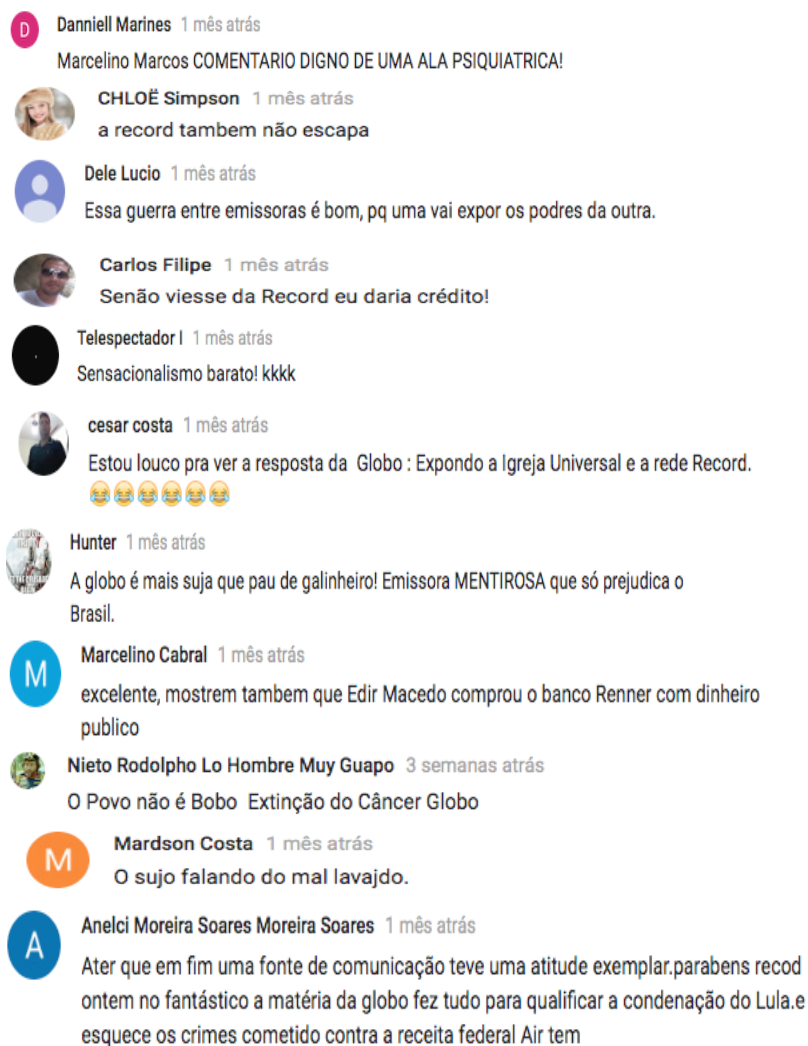 D
Danniell Marines 1 mês atrás
Marcelino Marcos COMENTARIO DIGNO DE UMA ALA PSIQUIATRICA!
CHLOË Simpson 1 mês atrás
a record tambem não escapa
Dele Lucio 1 mês atrás
Essa guerra entre emissoras é bom, pq uma vai expor os podres da outra.
Carlos Filipe 1 mês atrás
Senão viesse da Record eu daria crédito!
Telespectador I 1 mês atrás
Sensacionalismo barato! kkkk
cesar costa 1 mês atrás
Estou louco pra ver a resposta da Globo : Expondo a Igreja Universal e a rede Record.
😂😂😂😂😂😂
Hunter 1 mês atrás
A globo é mais suja que pau de galinheiro! Emissora MENTIROSA que só prejudica o
Brasil.
M
Marcelino Cabral 1 mês atrás
excelente, mostrem tambem que Edir Macedo comprou o banco Renner com dinheiro
publico
Nieto Rodolpho Lo Hombre Muy Guapo 3 semanas atrás
O Povo não é Bobo Extinção do Câncer Globo
M
Mardson Costa 1 mês atrás
O sujo falando do mal lavajdo.
A
Anelci Moreira Soares Moreira Soares 1 mês atrás
Ater que em fim uma fonte de comunicação teve uma atitude exemplar.parabens recod
ontem no fantástico a matéria da globo fez tudo para qualificar a condenação do Lula.e
esquece os crimes cometido contra a receita federal Air tem